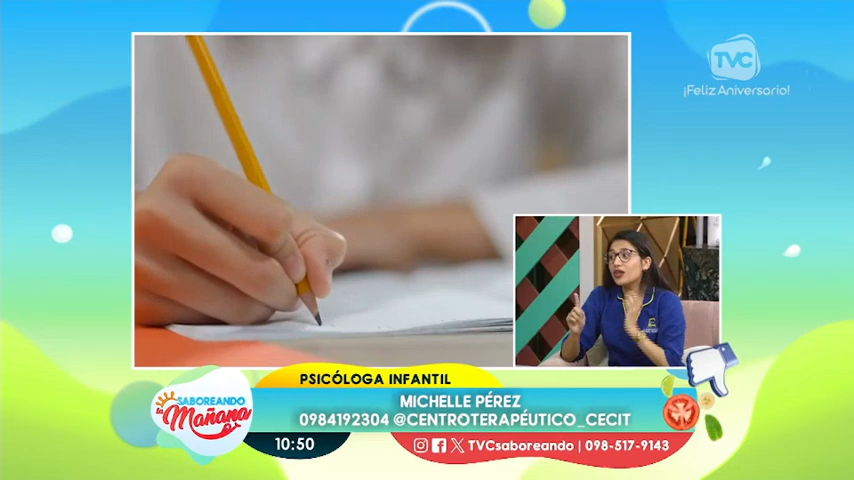 TVC
¡Feliz Aniversario!
PSICÓLOGA INFANTIL
SABOREANDO
Mañana
MICHELLE PÉREZ
0984192304 @CENTROTERAPÉUTICO_CECIT
10:50
TVCsaboreando | 098-517-9143